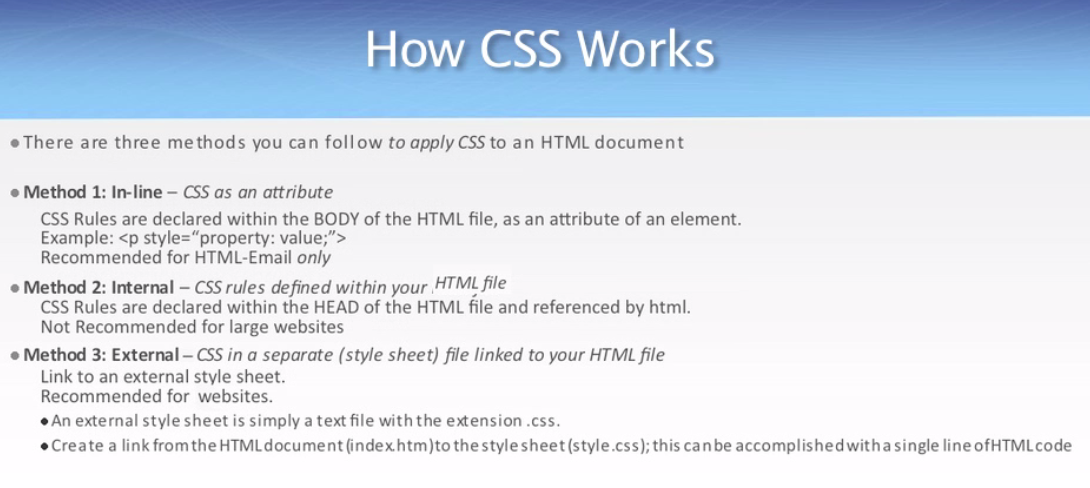 How CSS Works
There are three methods you can follow to apply CSS to an HTML document
Method 1: In-line – CSS as an attribute
CSS Rules are declared within the BODY of the HTML file, as an attribute of an element.
Example: <p style=“property: value;”>
Recommended for HTML-Email only
Method 2: Internal – CSS rules defined within your HTML file
CSS Rules are declared within the HEAD of the HTML file and referenced by html.
Not Recommended for large websites
Method 3: External – CSS in a separate (style sheet) file linked to your HTML file
Link to an external style sheet.
Recommended for websites.
An external style sheet is simply a text file with the extension .css.
Create a link from the HTML document (index.htm) to the style sheet (style.css); this can be accomplished with a single line of HTML code